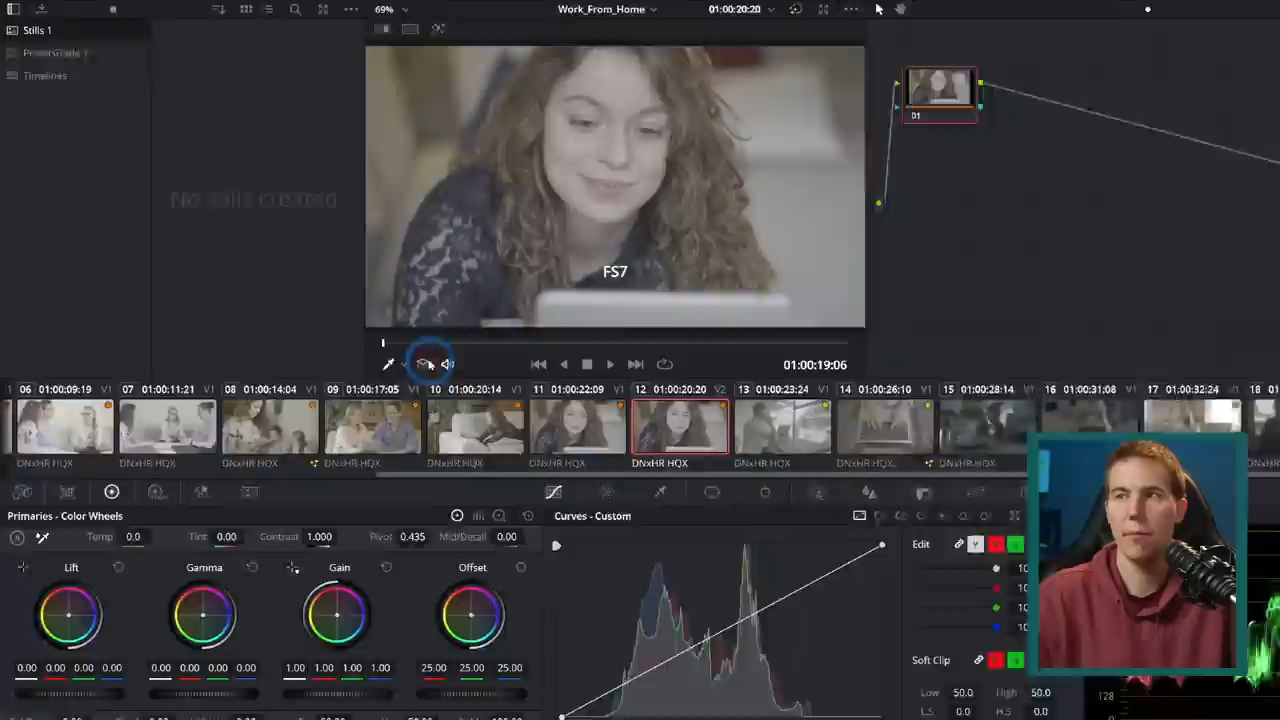 69%
Work_From_Home
01:00:20:20
Stills 1
PowerGrade 1
Timelines
No stills created
01
FS7
01:00:19:06
06 01:00:09:19 V1
07 01:00:11:21 V1
08 01:00:14:04 V1
09 01:00:17:05 V1
10 01:00:20:14 V1
11 01:00:22:09 V1
12 01:00:20:20 V2
13 01:00:23:24 V1
14 01:00:26:10 V1
15 01:00:28:14 V1
16 01:00:31:08 V1
17 01:00:32:24 V1
18
DNxHR HQX
DNxHR HQX
DNxHR HQX
DNxHR HQX
DNxHR HQX
DNxHR HQX
DNxHR HQX
DNxHR HQX
DNxHR HQX
DNxHR HQX
Primaries - Color Wheels
Curves - Custom
Temp 0.0
Tint 0.00
Contrast 1.000
Pivot 0.435
Mid/Detail 0.00
Edit
Y
Lift
Gamma
Gain
Offset
0.00 0.00 0.00 0.00
0.00 0.00 0.00 0.00
1.00 1.00 1.00 1.00
25.00 25.00 25.00
Soft Clip
Low 50.0
High 50.0
L.S 0.0
H.S 0.0
128